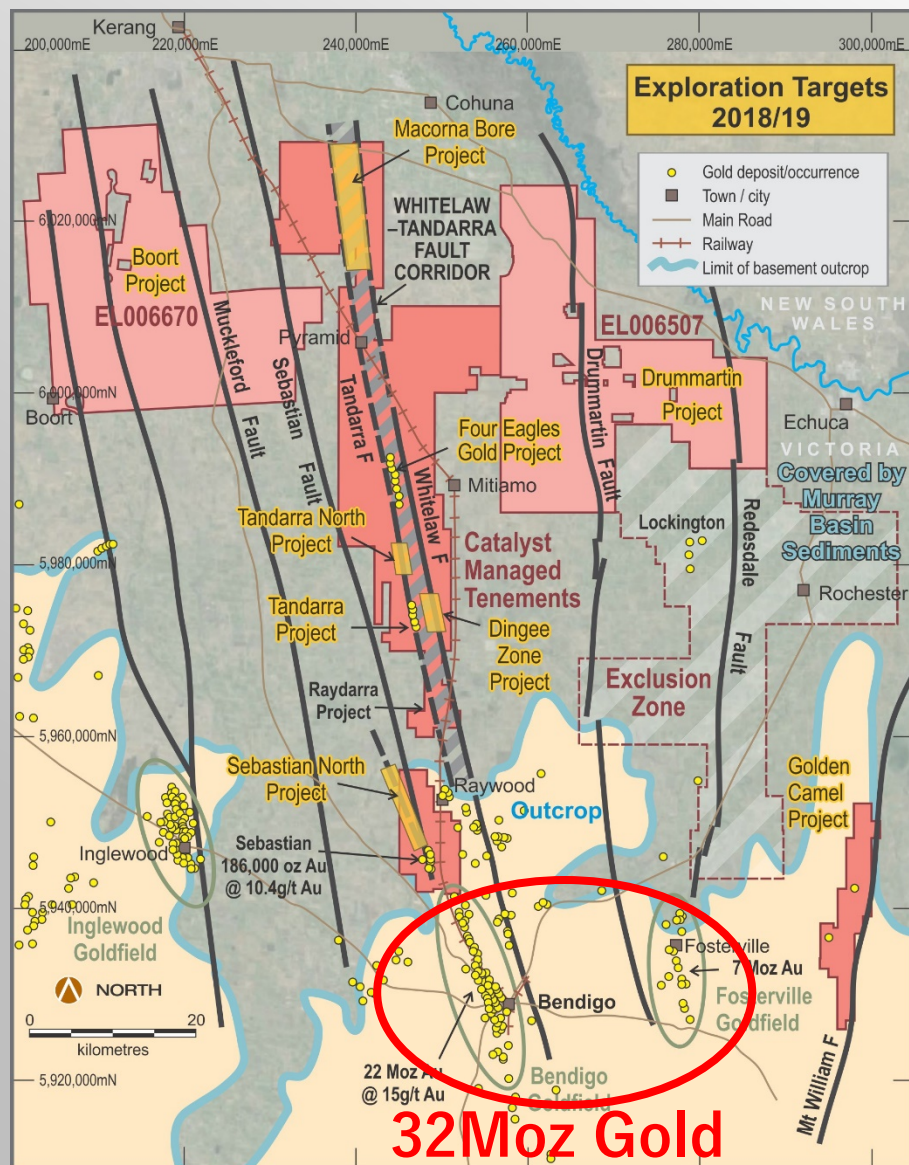 Kerang
200,000mE
220,000mE
240,000mE
260,000mE
280,000mE
300,000mE
Cohuna
Exploration Targets
2018/19
Gold deposit/occurrence
Town / city
Main Road
Railway
Limit of basement outcrop
Macorna Bore
Project
WHITELAW
–TANDARRA
FAULT
CORRIDOR
6,020,000mN
Boort
Project
EL006670
Muckleford
Fault
Sebastian
Fault
Pyramid
Tandarra F
Whitelaw F
EL006507
NEW SOUTH
WALES
Drummartin
Fault
Drummartin
Project
6,000,000mN
Boort
Echuca
VICTORIA
Covered by
Murray
Basin
Sediments
Four Eagles
Gold Project
Mitiamo
Tandarra North
Project
Lockington
Redesdale
Fault
5,980,000mN
Catalyst
Managed
Tenements
Rochester
Tandarra
Project
Dingee
Zone
Project
Raydarra
Project
Exclusion
Zone
5,960,000mN
Sebastian North
Project
Golden
Camel
Project
Raywood
Outcrop
Sebastian
186,000 oz Au
@ 10.4g/t Au
Inglewood
5,940,000mN
Inglewood
Goldfield
Fosterville
7 Moz Au
Fosterville
Goldfield
NORTH
0
20
kilometres
Bendigo
22 Moz Au
@ 15g/t Au
Bendigo
Goldfield
5,920,000mN
Mt William F
32Moz Gold